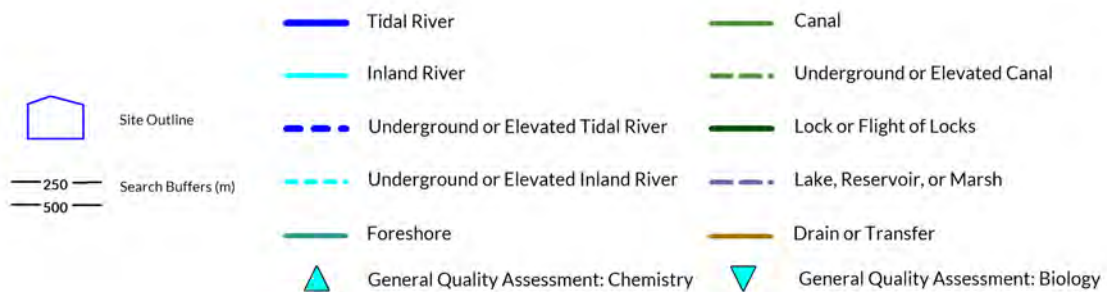 Site Outline
250
Search Buffers (m)
500
Tidal River
Inland River
Underground or Elevated Tidal River
Underground or Elevated Inland River
Foreshore
General Quality Assessment: Chemistry
Canal
Underground or Elevated Canal
Lock or Flight of Locks
Lake, Reservoir, or Marsh
Drain or Transfer
General Quality Assessment: Biology